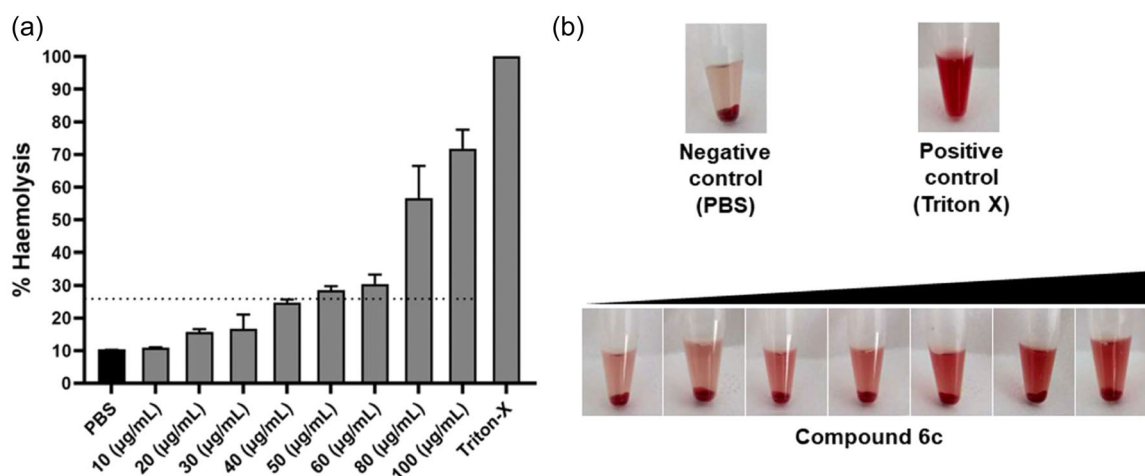 (a)
% Haemolysis
100
90
80
70
60
50
40
30
20
10
0
PBS
10 (µg/mL)
20 (µg/mL)
30 (µg/mL)
40 (µg/mL)
50 (µg/mL)
60 (µg/mL)
80 (µg/mL)
100 (µg/mL)
Triton-X
(b)
Negative
control
(PBS)
Positive
control
(Triton X)
Compound 6c